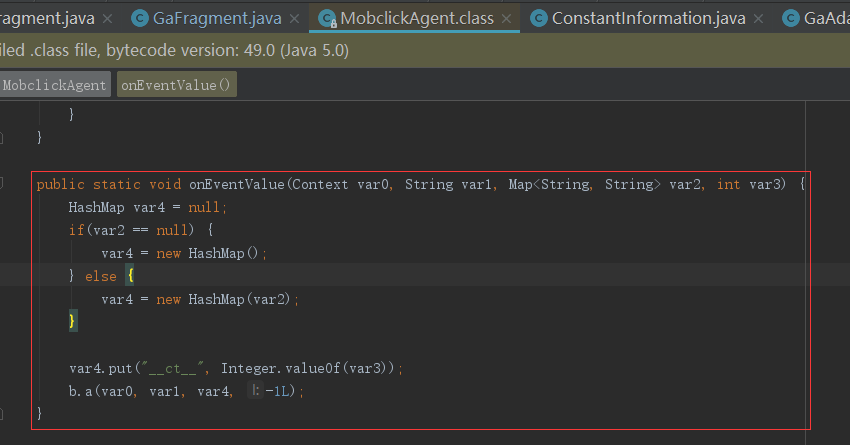 ragment.java × GaFragment.java × MobclickAgent.class × ConstantInformation.java × GaAda
iled .class file, bytecode version: 49.0 (Java 5.0)
MobclickAgent onEventValue()
}
}
public static void onEventValue(Context var0, String var1, Map<String, String> var2, int var3) {
HashMap var4 = null;
if(var2 == null) {
var4 = new HashMap();
} else {
var4 = new HashMap(var2);
}
var4.put("__ct__", Integer.valueOf(var3));
b.a(var0, var1, var4, l: -1L);
}